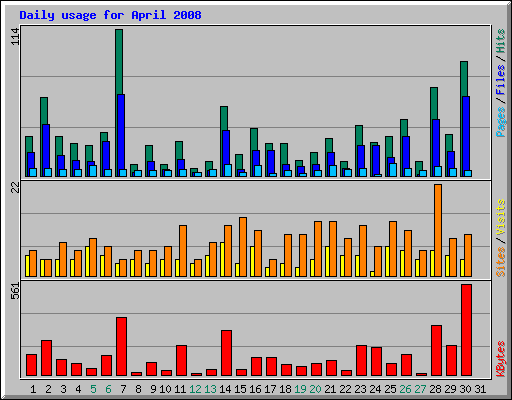 Daily usage for April 2008
114
Pages / Files / Hits
22
Sites / Visits
561
KBytes
1 2 3 4 5 6 7 8 9 10 11 12 13 14 15 16 17 18 19 20 21 22 23 24 25 26 27 28 29 30 31